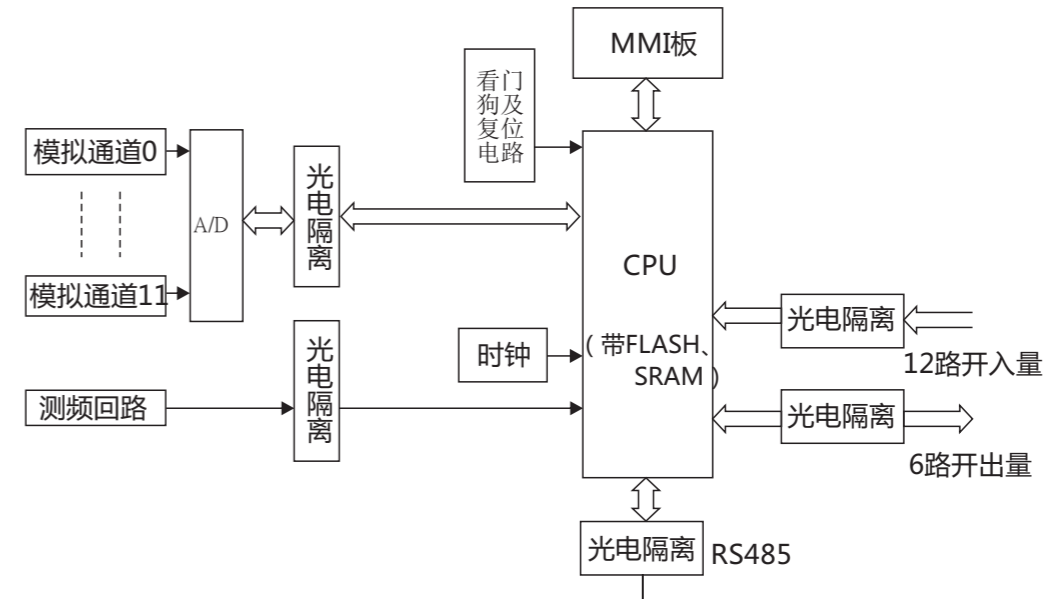 MMI板
看门
狗及
复位
电路
模拟通道0
A/D
模拟通道11
光
电
隔
离
CPU
（带FLASH、
SRAM）
光电隔离
12路开入量
时钟
光
电
隔
离
测频回路
光电隔离
6路开出量
光电隔离
RS485